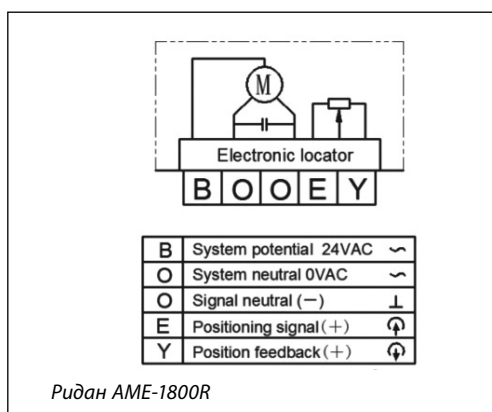 M
Electronic locator
B O O E Y
B System potential 24VAC ∽
O System neutral 0VAC ∽
O Signal neutral (—) ⊥
E Positioning signal (+)
Y Position feedback (+)
Ридан AME-1800R